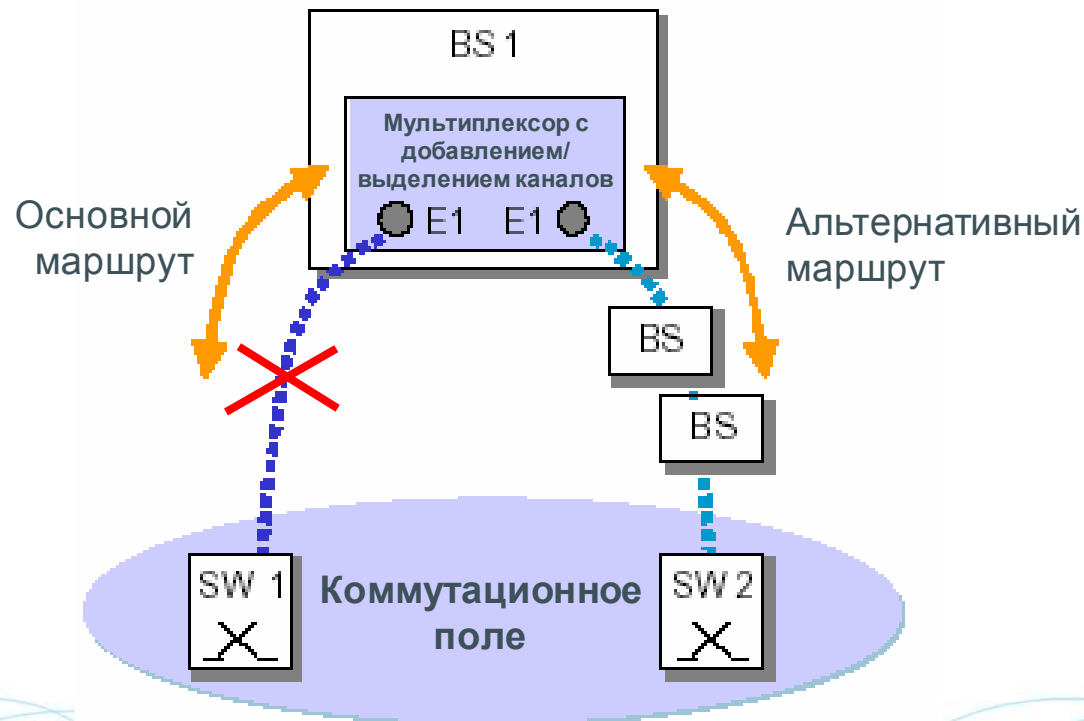 BS 1
Мультиплексор с
добавлением/
выделением каналов
E1 E1
Основной
маршрут
Альтернативный
маршрут
BS
BS
SW 1
Коммутационное
поле
SW 2